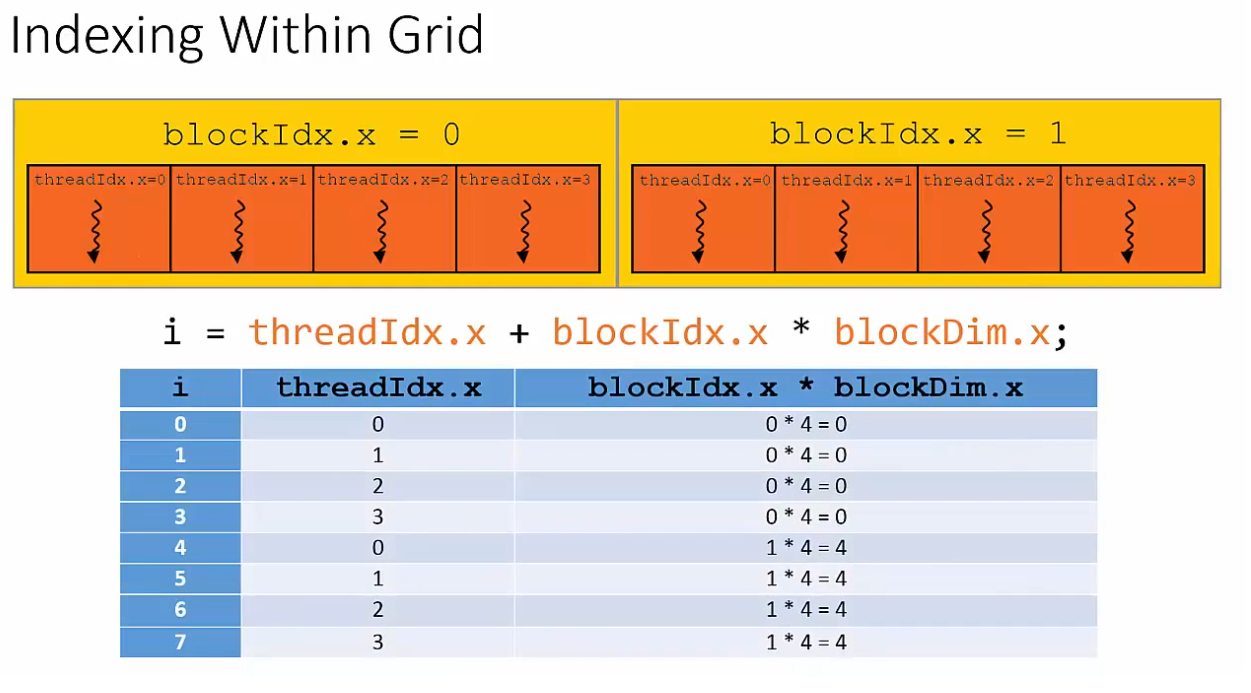 Indexing Within Grid
blockIdx.x = 0
blockIdx.x = 1
threadIdx.x=0 threadIdx.x=1 threadIdx.x=2 threadIdx.x=3
threadIdx.x=0 threadIdx.x=1 threadIdx.x=2 threadIdx.x=3
i = threadIdx.x + blockIdx.x * blockDim.x;
i threadIdx.x blockIdx.x * blockDim.x
0 0 0 * 4 = 0
1 1 0 * 4 = 0
2 2 0 * 4 = 0
3 3 0 * 4 = 0
4 0 1 * 4 = 4
5 1 1 * 4 = 4
6 2 1 * 4 = 4
7 3 1 * 4 = 4